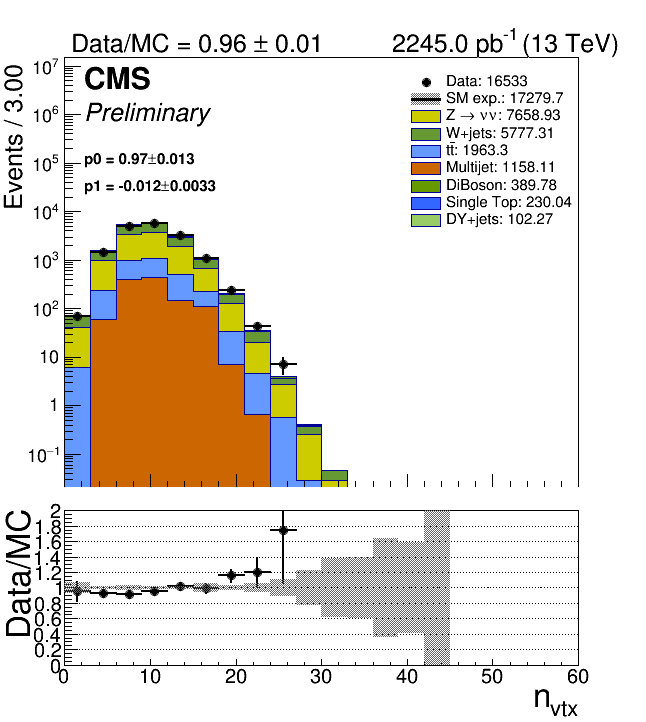 Data/MC = 0.96 ± 0.01 2245.0 pb⁻¹ (13 TeV)
Events / 3.00
CMS
Preliminary
p0 = 0.97±0.013
p1 = -0.012±0.0033
Data: 16533
SM exp.: 17279.7
Z → νν: 7658.93
W+jets: 5777.31
tt̄: 1963.3
Multijet: 1158.11
DiBoson: 389.78
Single Top: 230.04
DY+jets: 102.27
10⁷
10⁶
10⁵
10⁴
10³
10²
10
1
10⁻¹
Data/MC
2
1.8
1.6
1.4
1.2
1
0.8
0.6
0.4
0.2
0
0 10 20 30 40 50 60
n_vtx